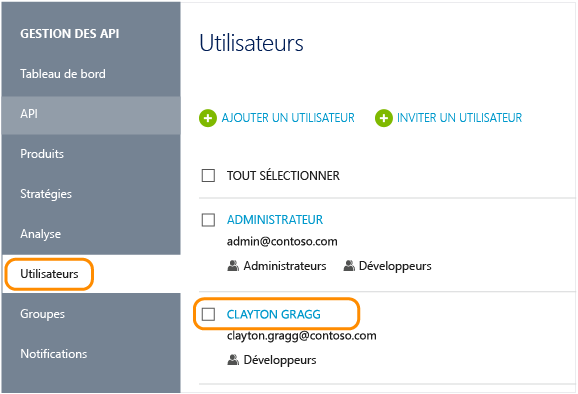 GESTION DES API
Tableau de bord
API
Produits
Stratégies
Analyse
Utilisateurs
Groupes
Notifications
Utilisateurs
AJOUTER UN UTILISATEUR INVITER UN UTILISATEUR
TOUT SÉLECTIONNER
ADMINISTRATEUR
admin@contoso.com
Administrateurs Développeurs
CLAYTON GRAGG
clayton.gragg@contoso.com
Développeurs